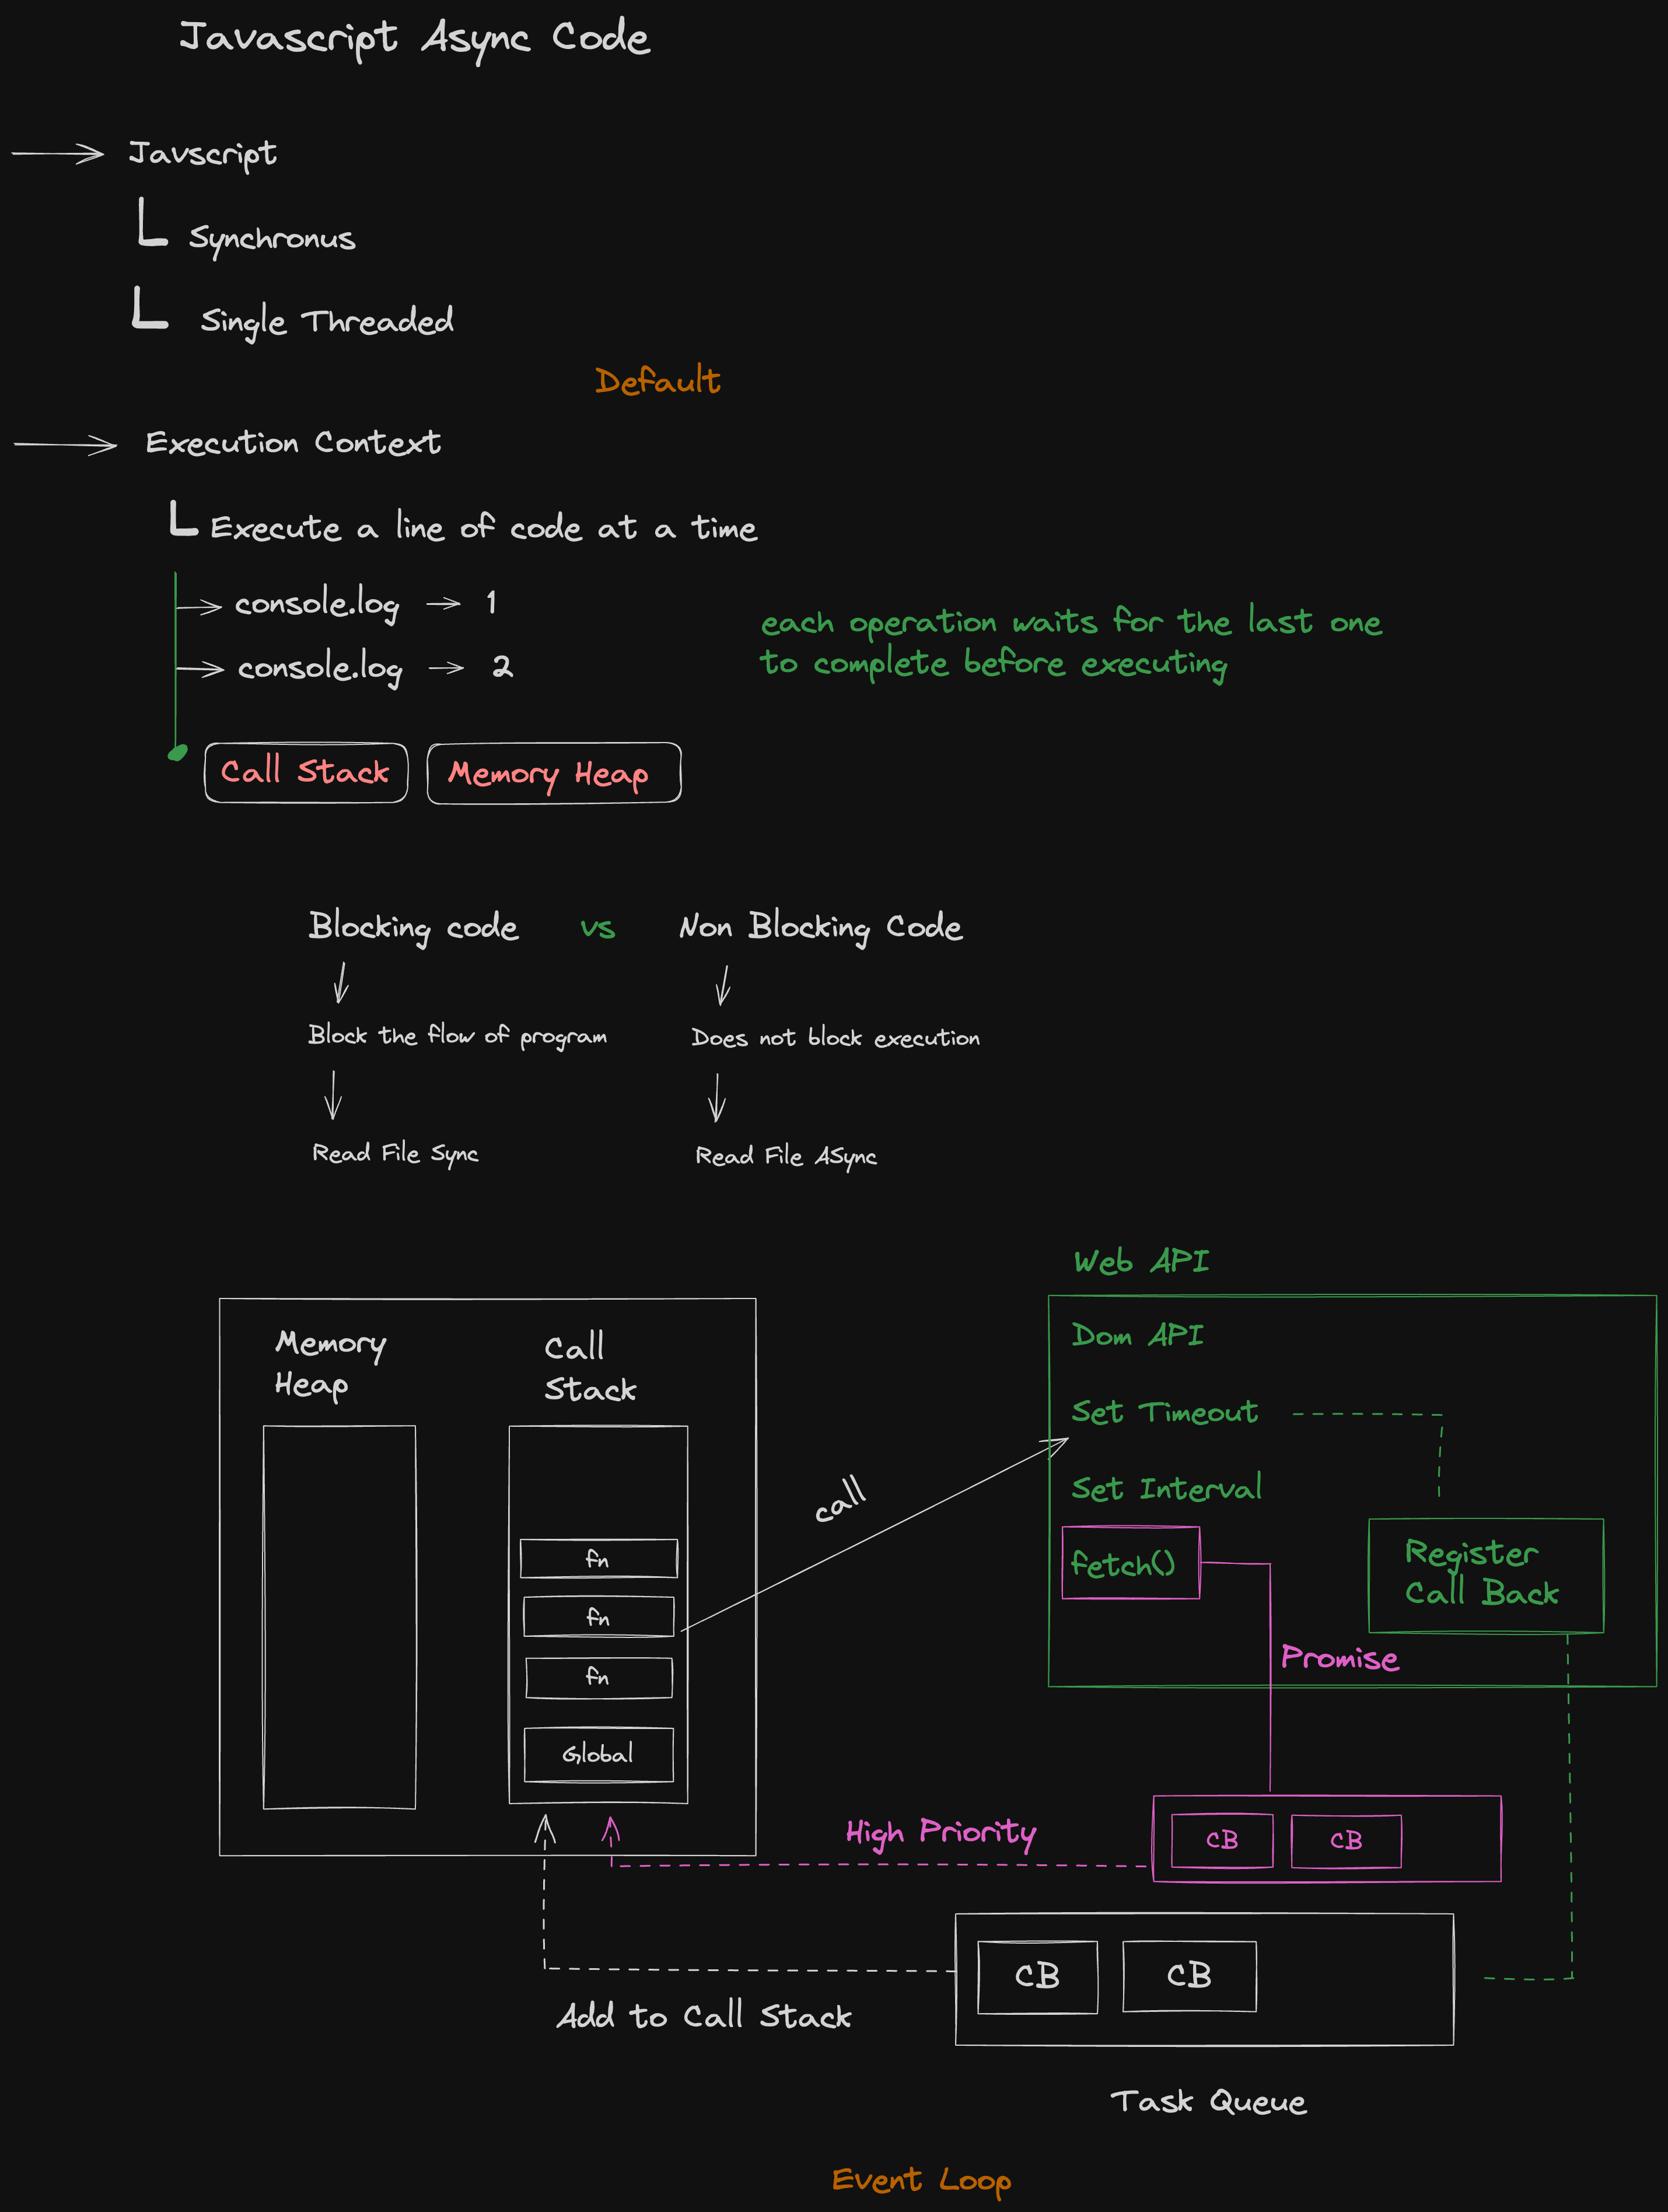 Javascript Async Code
Javscript
Synchronus
Single Threaded
Default
Execution Context
Execute a line of code at a time
console.log 1
console.log 2
each operation waits for the last one
to complete before executing
Call Stack
Memory Heap
Blocking code vs Non Blocking Code
Block the flow of program
Does not block execution
Read File Sync
Read File ASync
Memory
Heap
Call
Stack
fn
fn
fn
Global
call
Web API
Dom API
Set Timeout
Set Interval
fetch()
Register
Call Back
Promise
High Priority
CB
CB
CB
CB
Add to Call Stack
Task Queue
Event Loop